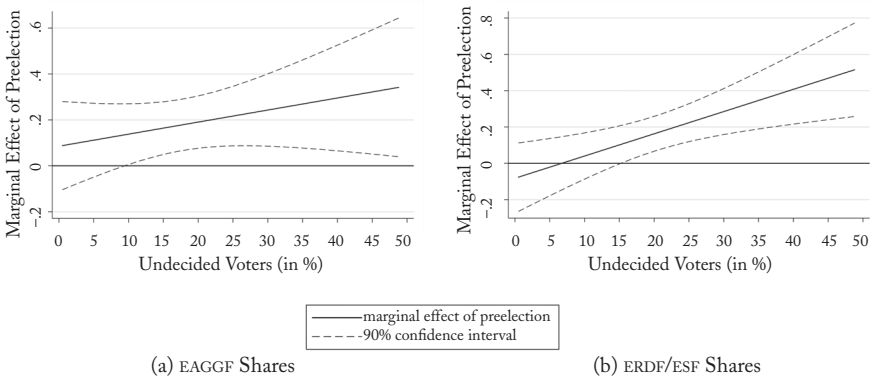 Marginal Effect of Preelection
.6
.4
.2
0
−.2
0 5 10 15 20 25 30 35 40 45 50
Undecided Voters (in %)
Marginal Effect of Preelection
.8
.6
.4
.2
0
−.2
0 5 10 15 20 25 30 35 40 45 50
Undecided Voters (in %)
marginal effect of preelection
90% confidence interval
(a) EAGGF Shares
(b) ERDF/ESF Shares